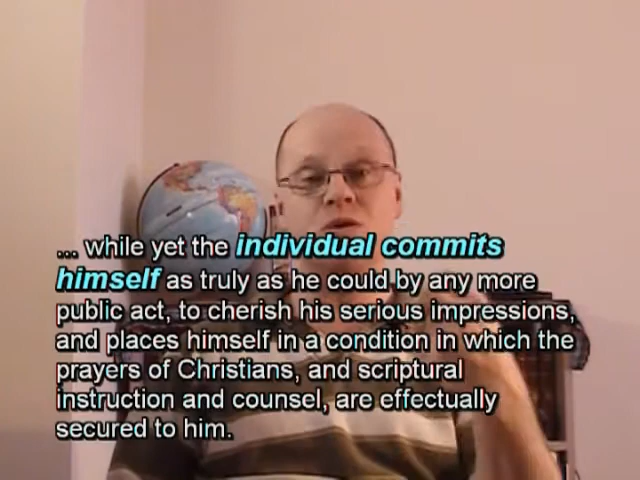 ... while yet the individual commits
himself as truly as he could by any more
public act, to cherish his serious impressions,
and places himself in a condition in which the
prayers of Christians, and scriptural
instruction and counsel, are effectually
secured to him.